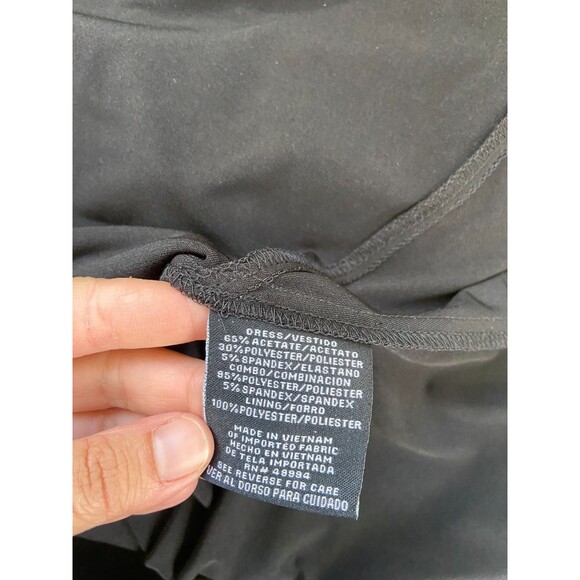 DRESS/VESTIDO
65% ACETATE/ACETATO
30%POLYESTER/POLIESTER
5% SPANDEX/ELASTANO
COMBO/COMBINACION
95%POLYESTER/POLIESTER
5% SPANDEX/SPANDEX
LINING/FORRO
100%POLYESTER/POLIESTER
MADE IN VIETNAM
OF IMPORTED FABRIC
HECHO EN VIETNAM
DE TELA IMPORTADA
RN# 48994
SEE REVERSE FOR CARE
VER AL DORSO PARA CUIDADO